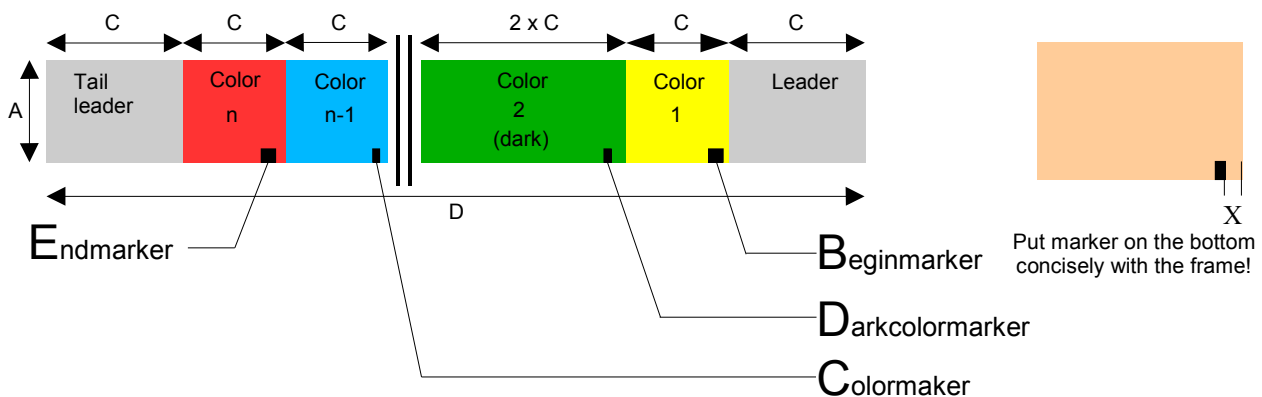 C C C 2 x C C C
A
Tail
leader
Color
n
Color
n-1
Color
2
(dark)
Color
1
Leader
D
X
Endmarker
Beginmarker
Put marker on the bottom
concisely with the frame!
Darkcolormarker
Colormaker